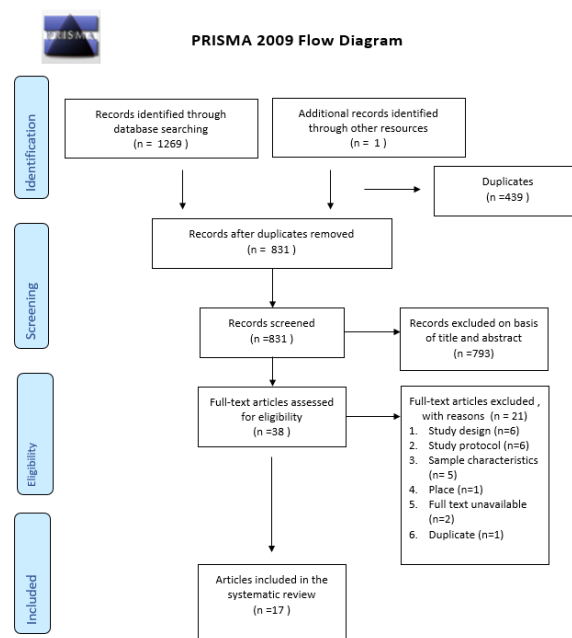 PRISMA
PRISMA 2009 Flow Diagram
Identification
Records identified through
database searching
(n = 1269 )
Additional records identified
through other resources
(n = 1 )
Duplicates
(n =439 )
Records after duplicates removed
(n = 831 )
Screening
Records screened
(n =831 )
Records excluded on basis
of title and abstract
(n =793)
Eligibility
Full-text articles assessed
for eligibility
(n =38 )
Full-text articles excluded ,
with reasons (n = 21)
1. Study design (n=6)
2. Study protocol (n=6)
3. Sample characteristics
(n= 5)
4. Place (n=1)
5. Full text unavailable
(n=2)
6. Duplicate (n=1)
Included
Articles included in the
systematic review
(n =17 )